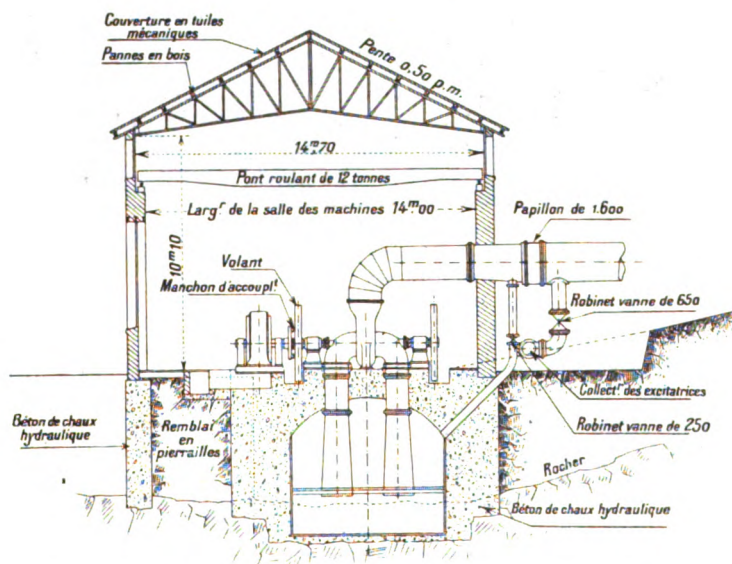 Couverture en tuiles
mécaniques
Pannes en bois
Pente 0,50 p.m.
14m70
Pont roulant de 12 tonnes
Largr de la salle des machines 14m00
Papillon de 1.600
10m10
Volant
Manchon d'accouplt
Robinet vanne de 650
Collectr des excitatrices
Robinet vanne de 250
Béton de chaux
hydraulique
Remblai
en
pierrailles
Rocher
Béton de chaux hydraulique